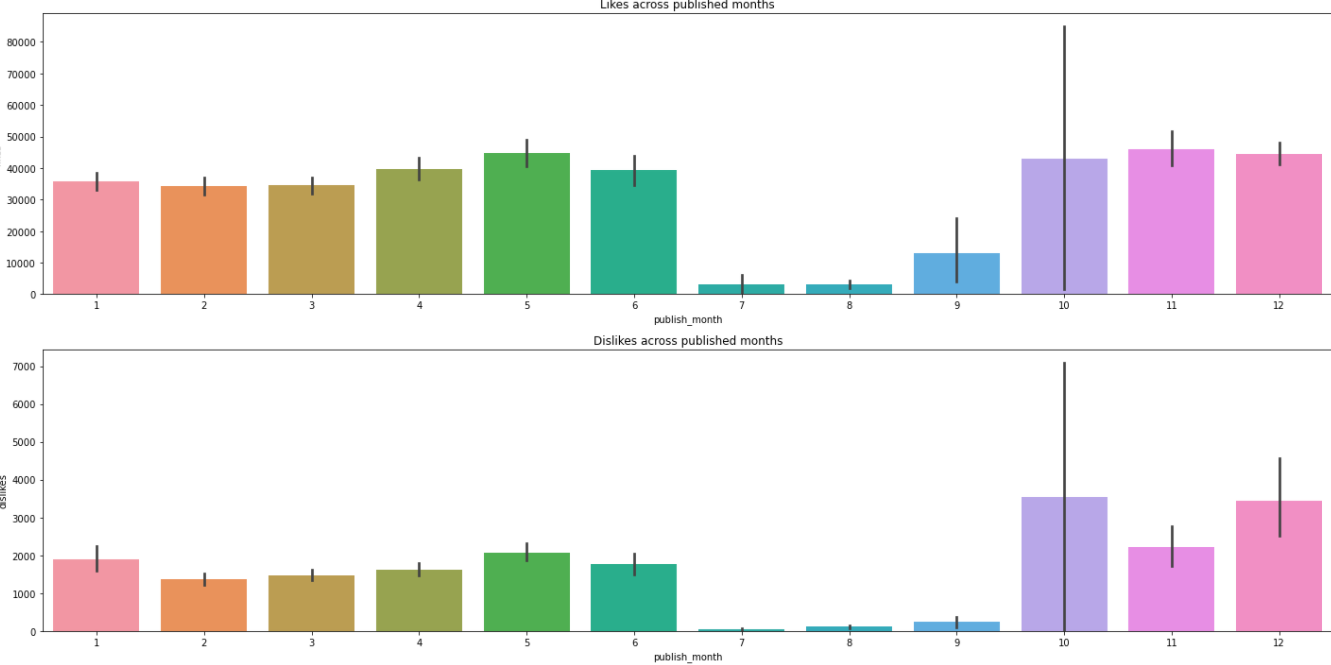 Likes across published months
80000
70000
60000
50000
40000
30000
20000
10000
0
1 2 3 4 5 6 7 8 9 10 11 12
publish_month
Dislikes across published months
7000
6000
5000
4000
3000
2000
1000
0
dislikes
1 2 3 4 5 6 7 8 9 10 11 12
publish_month